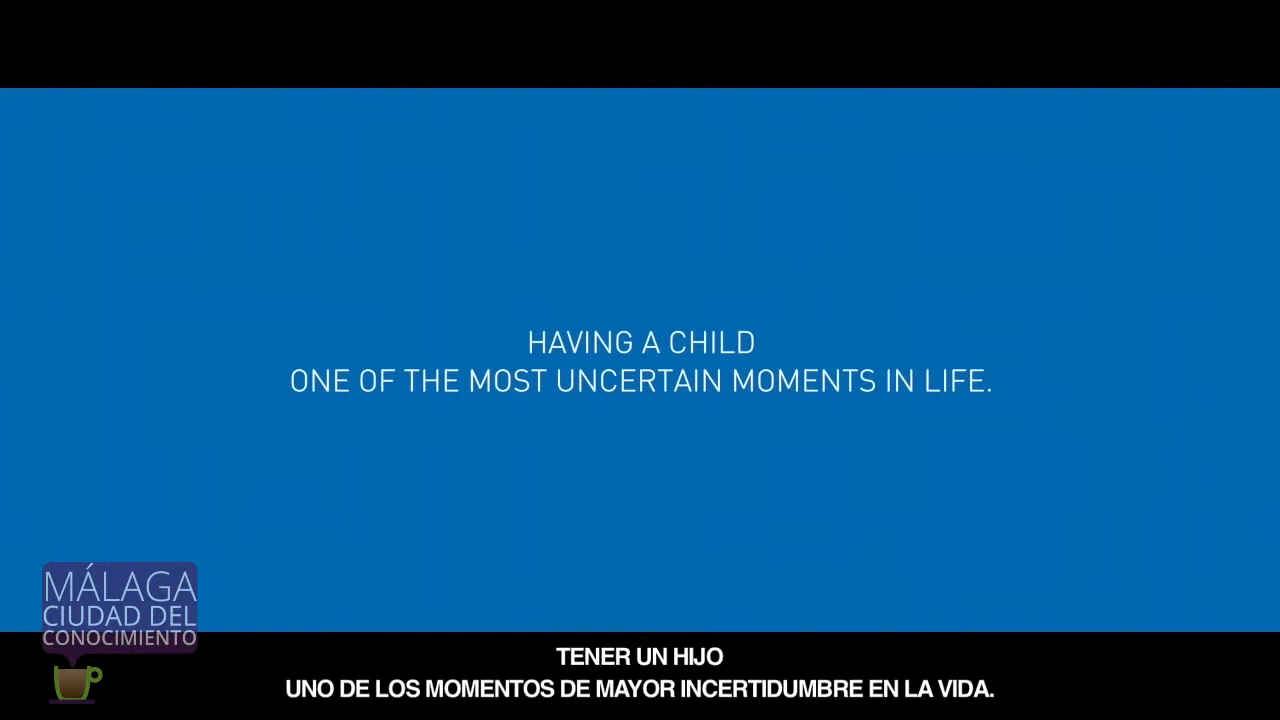 HAVING A CHILD
ONE OF THE MOST UNCERTAIN MOMENTS IN LIFE.
MÁLAGA
CIUDAD DEL
CONOCIMIENTO
TENER UN HIJO
UNO DE LOS MOMENTOS DE MAYOR INCERTIDUMBRE EN LA VIDA.